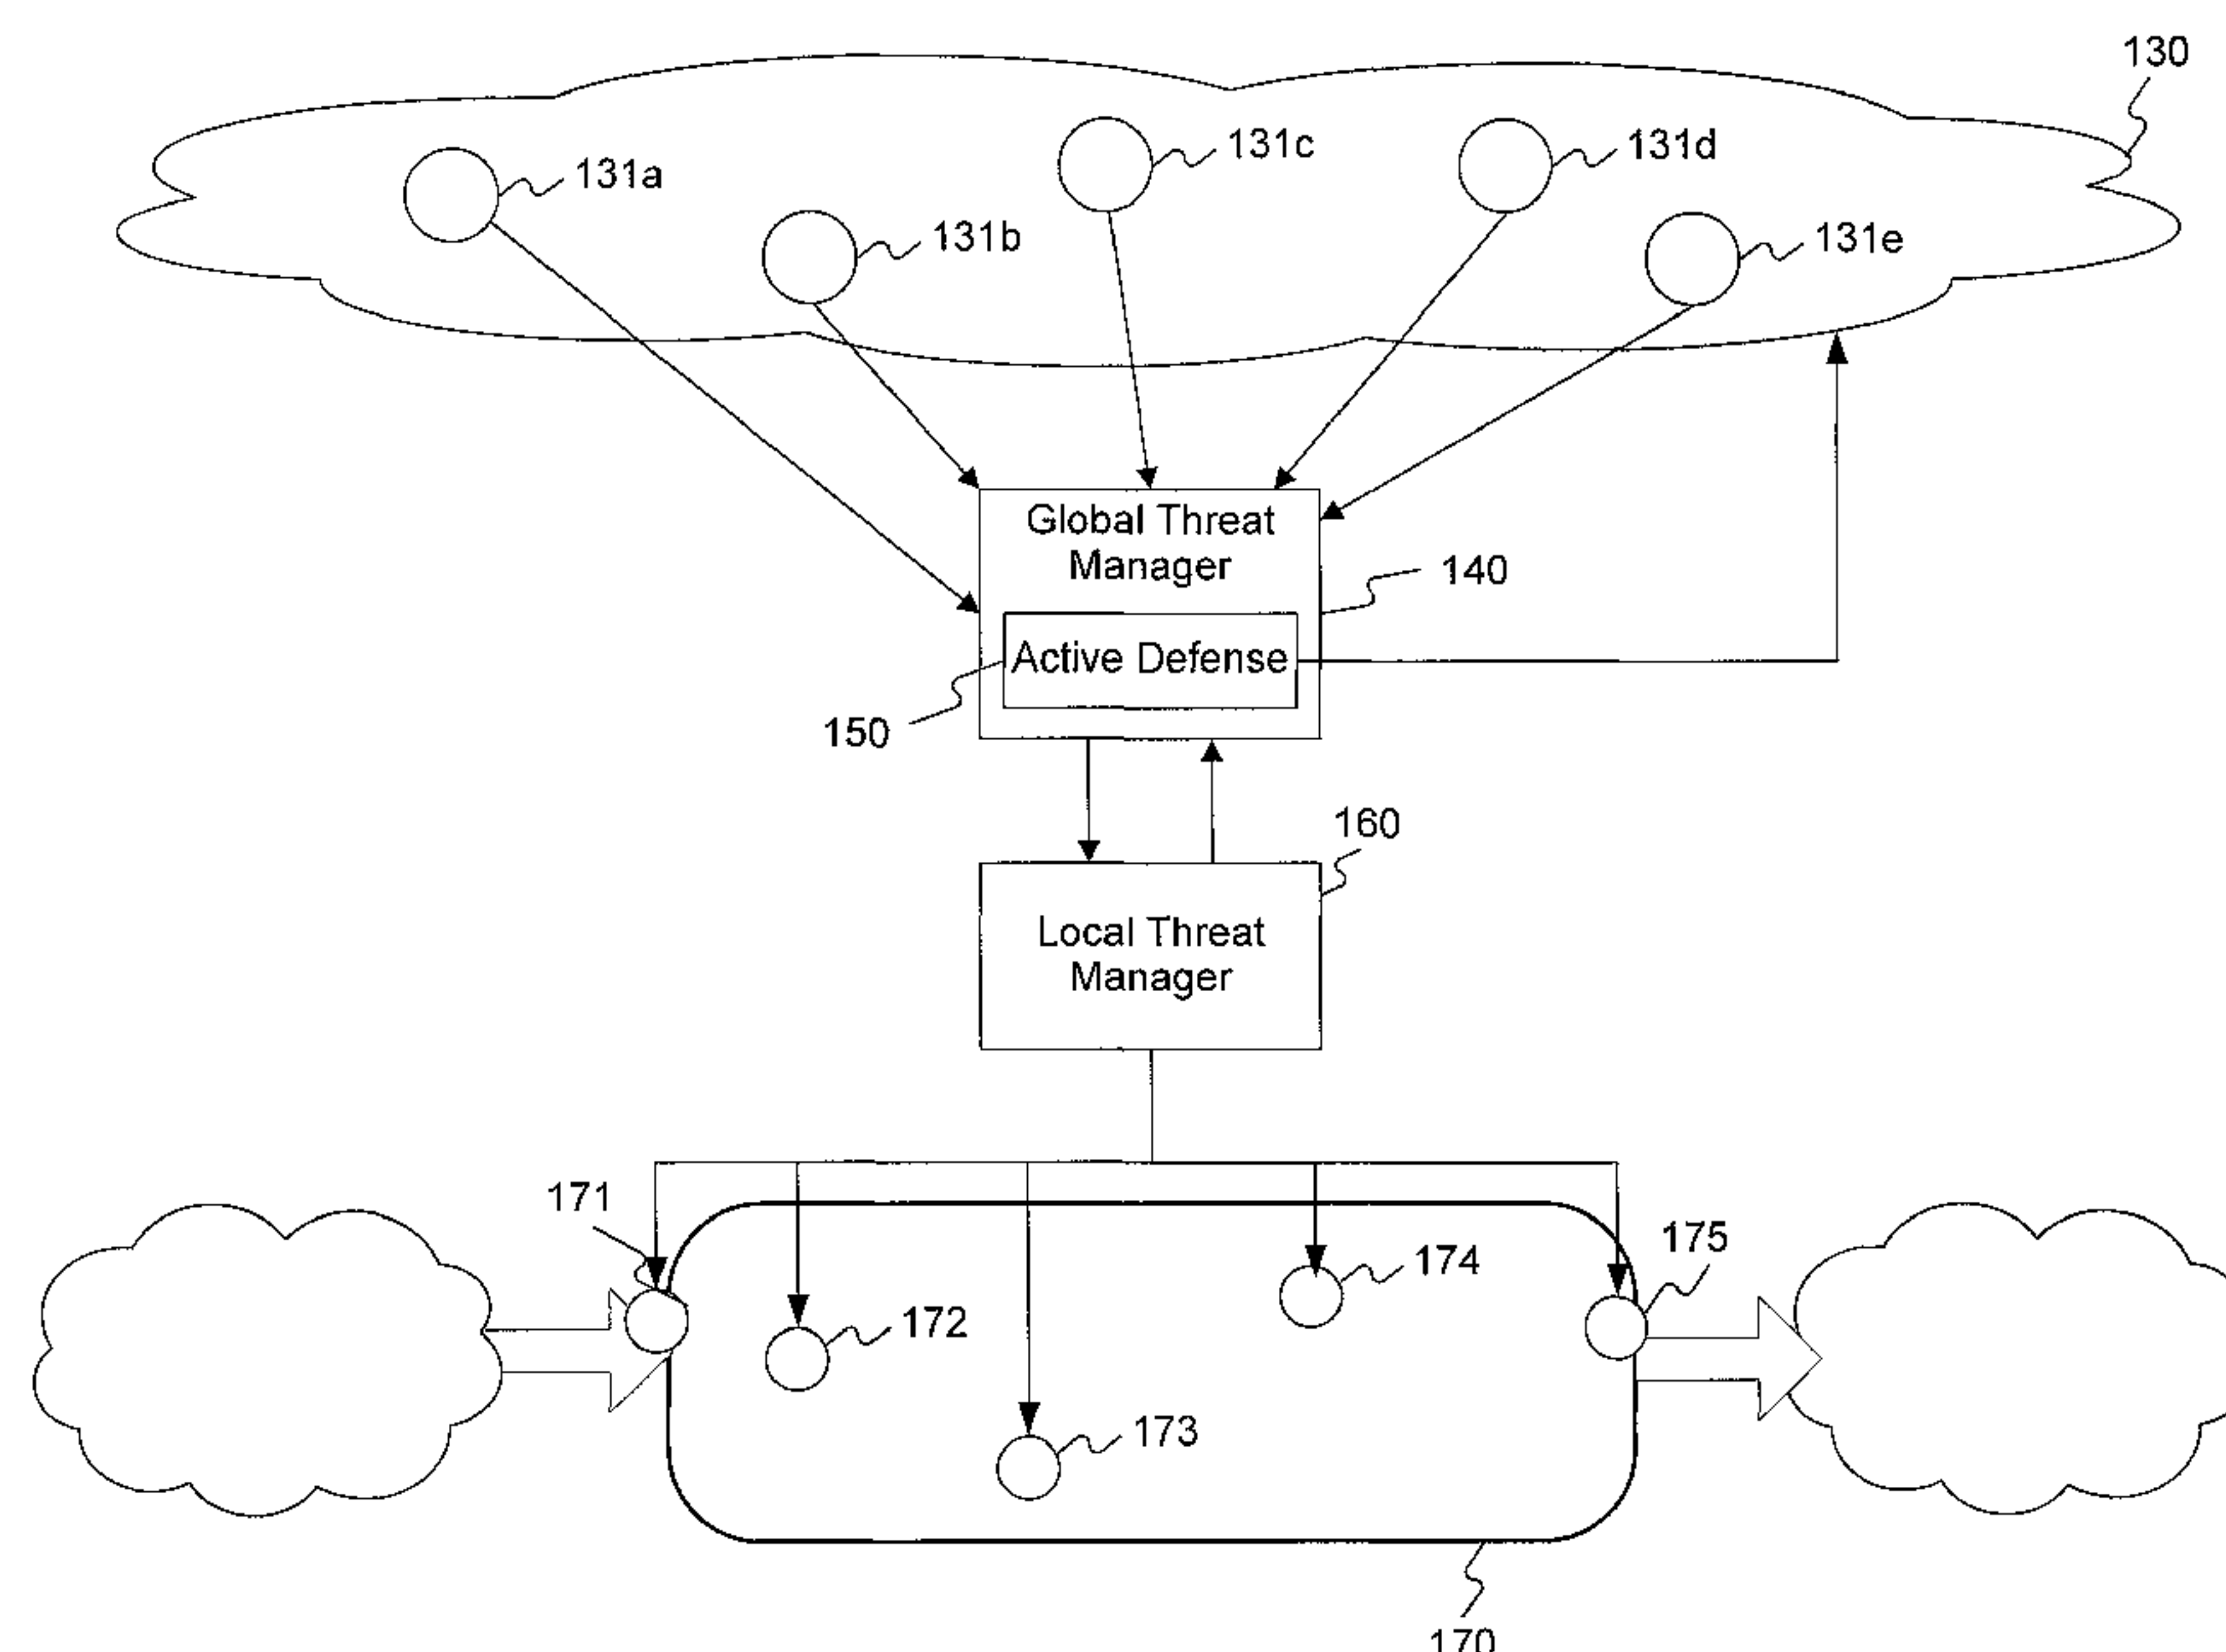 130
131a
131b
131c
131d
131e
Global Threat
Manager
140
Active Defense
150
160
Local Threat
Manager
171
172
173
174
175
170